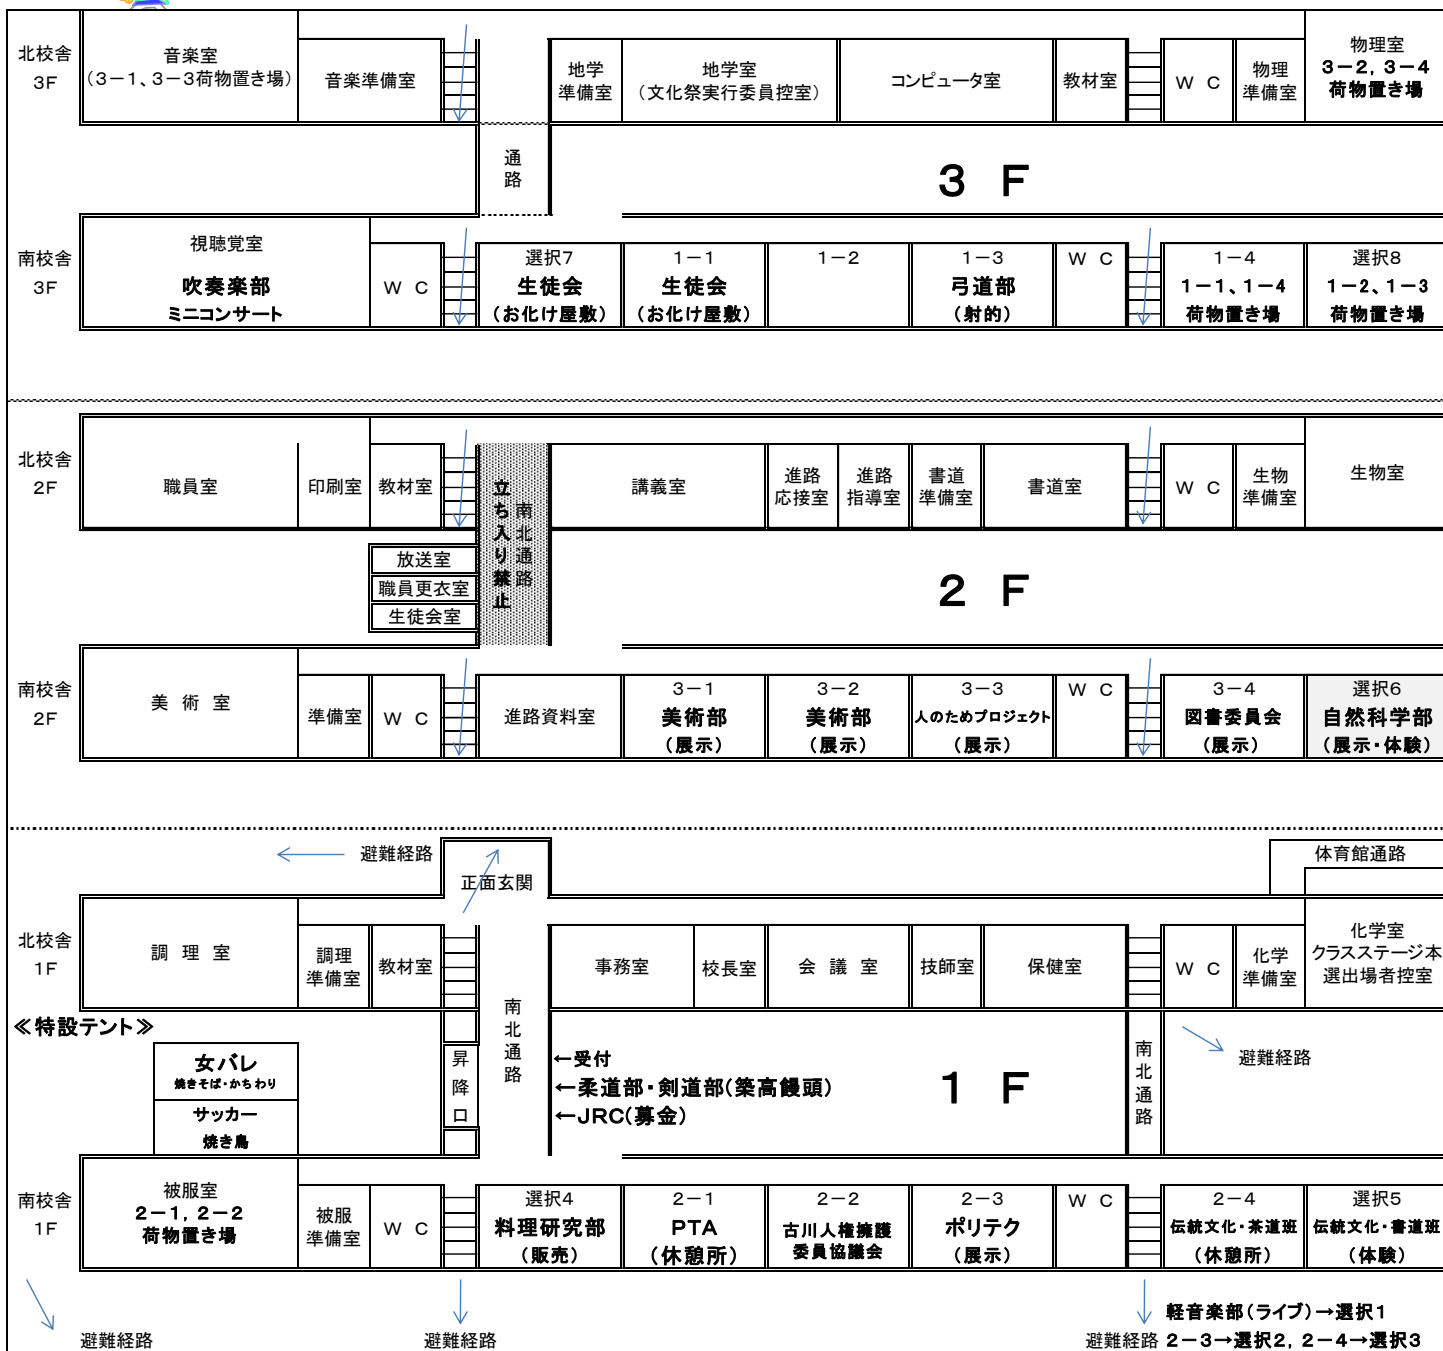 北校舎
3F
音楽室
(3-1、3-3荷物置き場)
音楽準備室
地学
準備室
地学室
(文化祭実行委員控室)
コンピュータ室
教材室
W C
物理
準備室
物理室
3-2, 3-4
荷物置き場
通
路
3 F
南校舎
3F
視聴覚室
吹奏楽部
ミニコンサート
W C
選択7
生徒会
(お化け屋敷)
1-1
生徒会
(お化け屋敷)
1-2
1-3
弓道部
(射的)
W C
1-4
1-1、1-4
荷物置き場
選択8
1-2、1-3
荷物置き場
北校舎
2F
職員室
印刷室
教材室
立ち入り禁止
南北通路
講義室
進路
応接室
進路
指導室
書道
準備室
書道室
W C
生物
準備室
生物室
放送室
職員更衣室
生徒会室
2 F
南校舎
2F
美 術 室
準備室
W C
進路資料室
3-1
美術部
(展示)
3-2
美術部
(展示)
3-3
人のためプロジェクト
(展示)
W C
3-4
図書委員会
(展示)
選択6
自然科学部
(展示・体験)
避難経路
正面玄関
体育館通路
北校舎
1F
調 理 室
調理
準備室
教材室
南北通路
事務室
校長室
会 議 室
技師室
保健室
W C
化学
準備室
化学室
クラスステージ本
選出場者控室
≪特設テント≫
女バレ
焼きそば・かちわり
サッカー
焼き鳥
昇降口
←受付
←柔道部・剣道部(築高饅頭)
←JRC(募金)
1 F
南北通路
避難経路
南校舎
1F
被服室
2-1, 2-2
荷物置き場
被服
準備室
W C
選択4
料理研究部
(販売)
2-1
PTA
(休憩所)
2-2
古川人権擁護
委員協議会
2-3
ポリテク
(展示)
W C
2-4
伝統文化・茶道班
(休憩所)
選択5
伝統文化・書道班
(体験)
避難経路
避難経路
避難経路
軽音楽部(ライブ)→選択1
2-3→選択2, 2-4→選択3